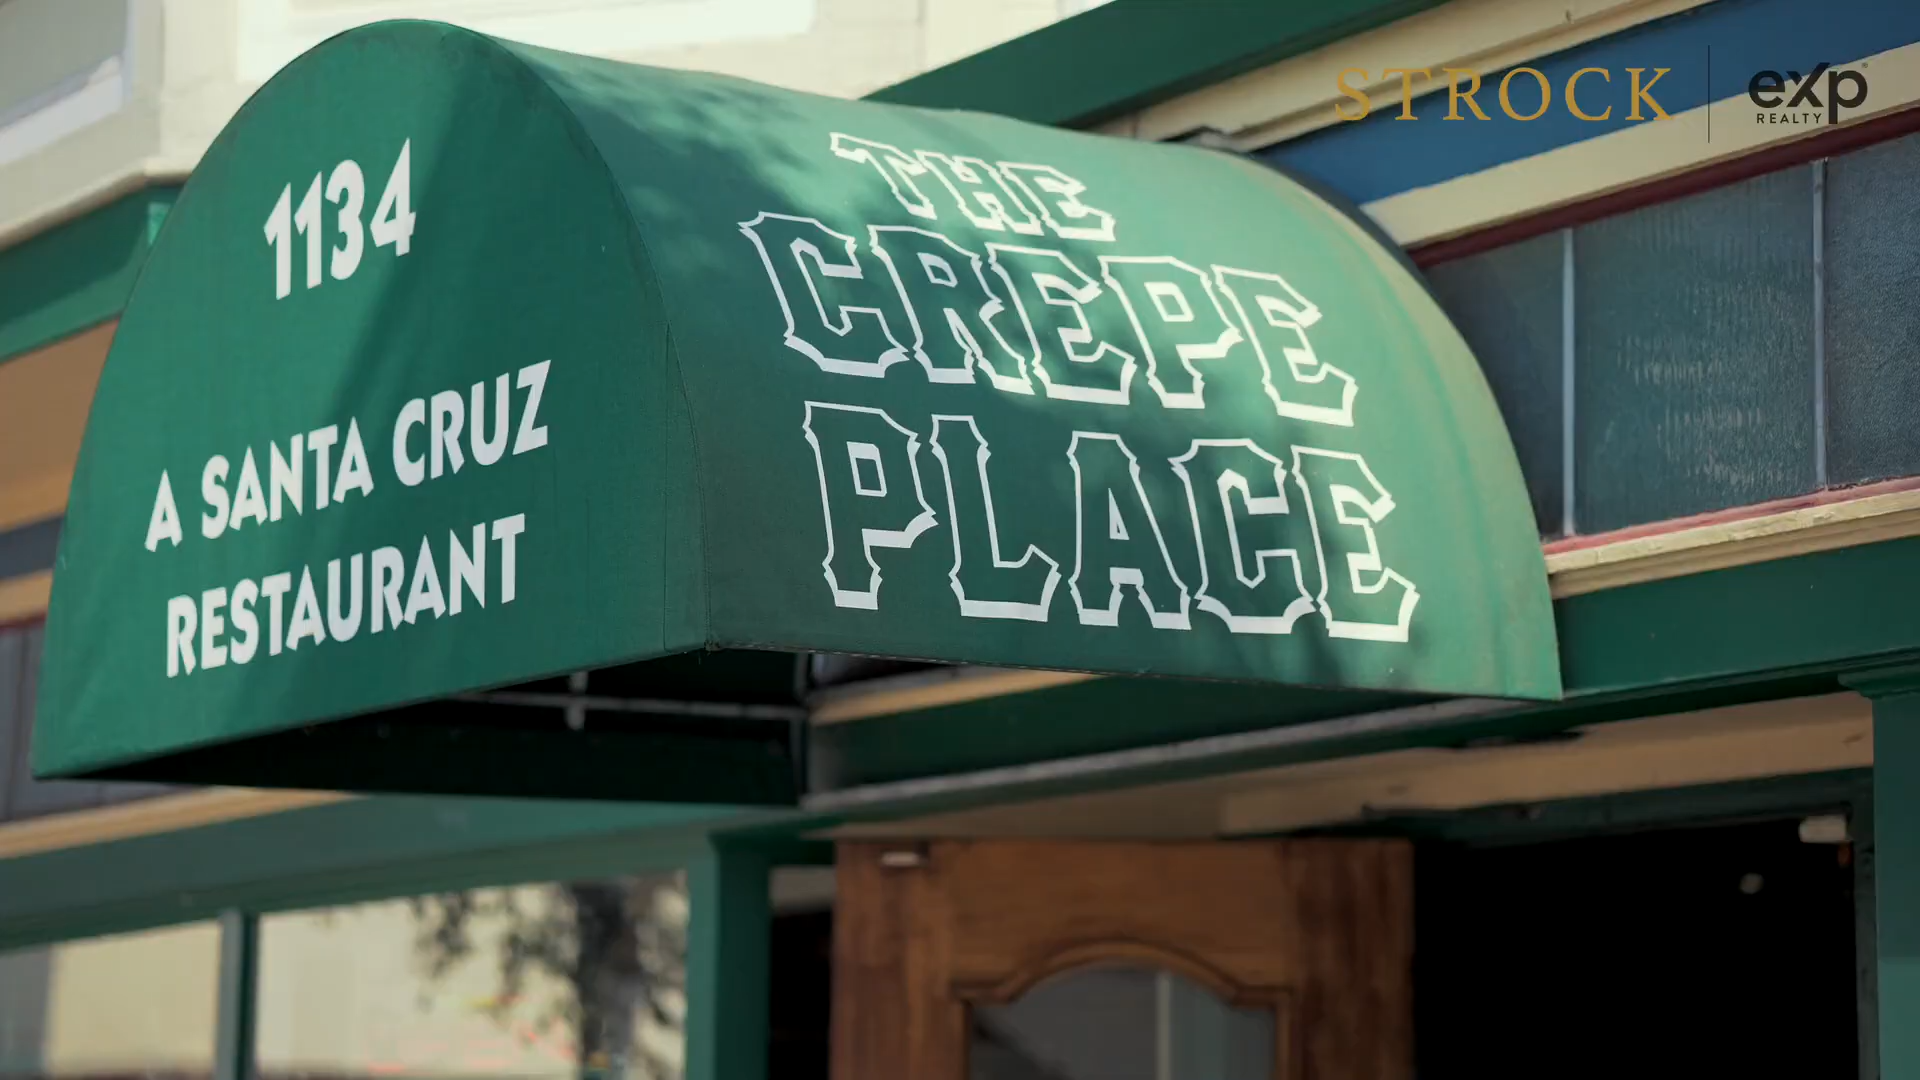 1134
A SANTA CRUZ
RESTAURANT
THE
CREPE
PLACE
STROCK
exp
REALTY